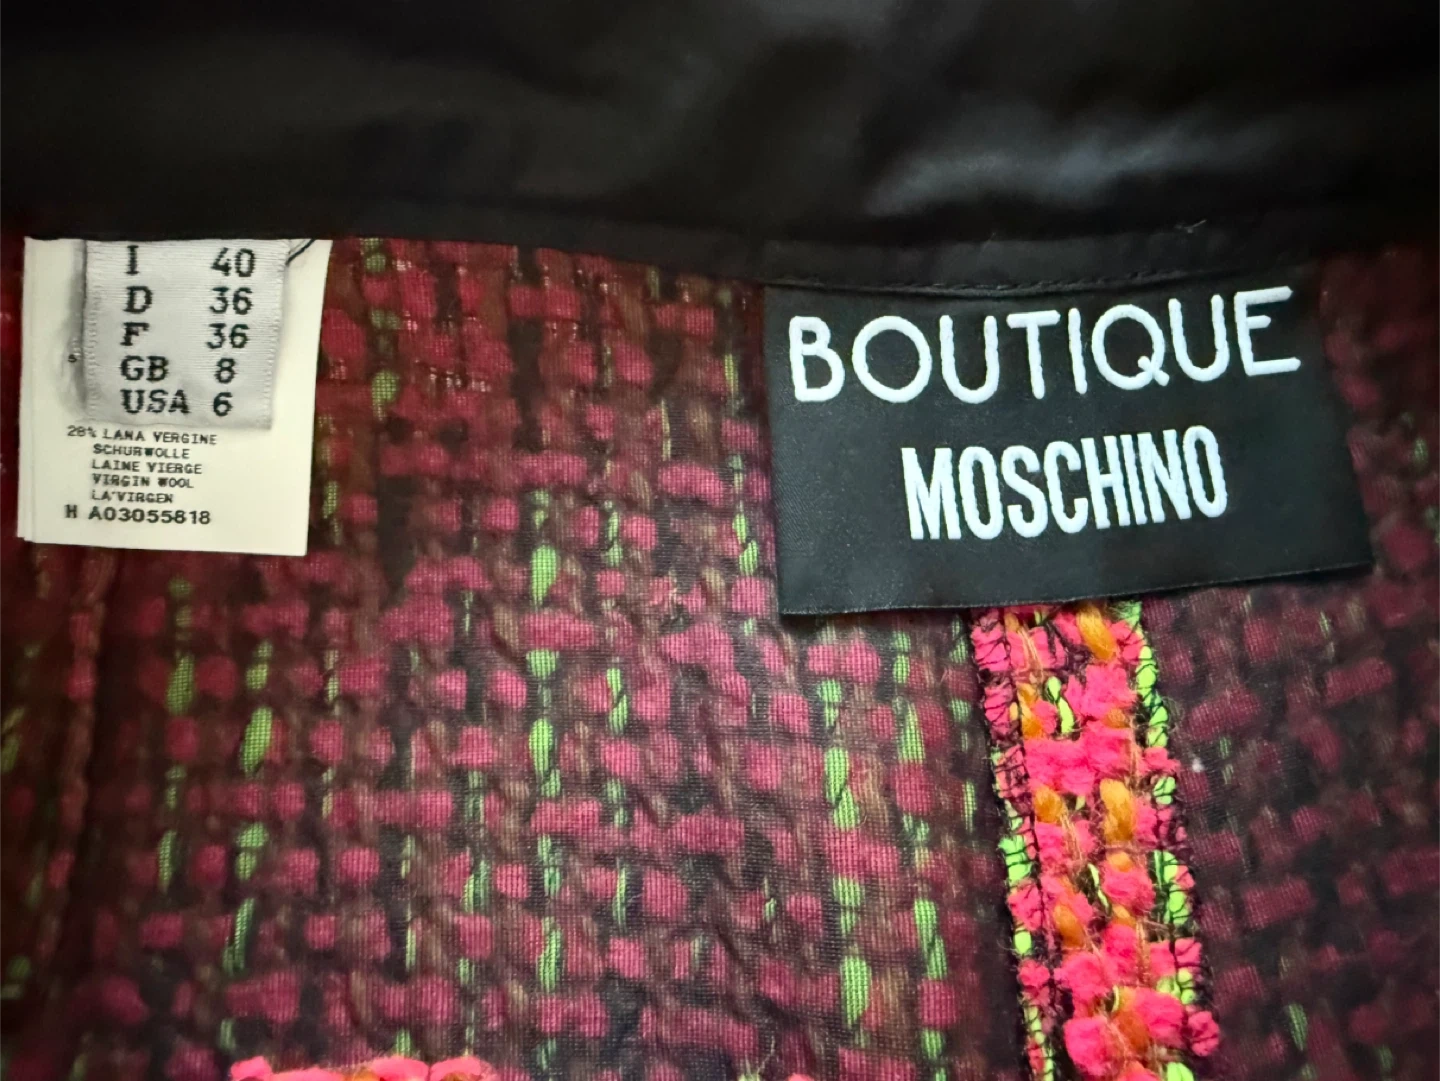 I 40
D 36
F 36
GB 8
USA 6
28% LANA VERGINE
SCHURWOLLE
LAINE VIERGE
VIRGIN WOOL
LA'VIRGEN
H A03055818
BOUTIQUE
MOSCHINO